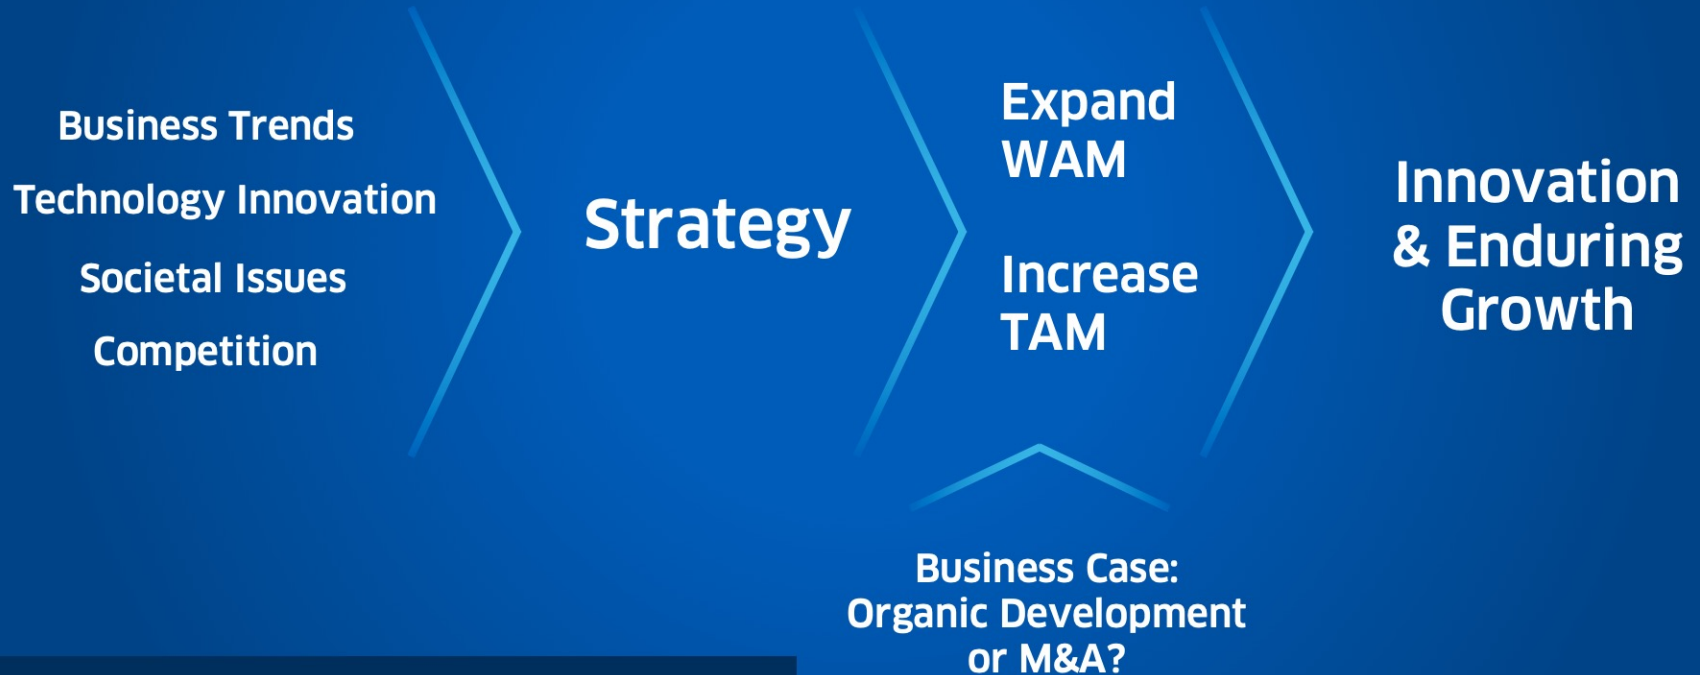 Business Trends
Technology Innovation
Societal Issues
Competition
Strategy
Expand
WAM
Increase
TAM
Innovation
& Enduring
Growth
Business Case:
Organic Development
or M&A?